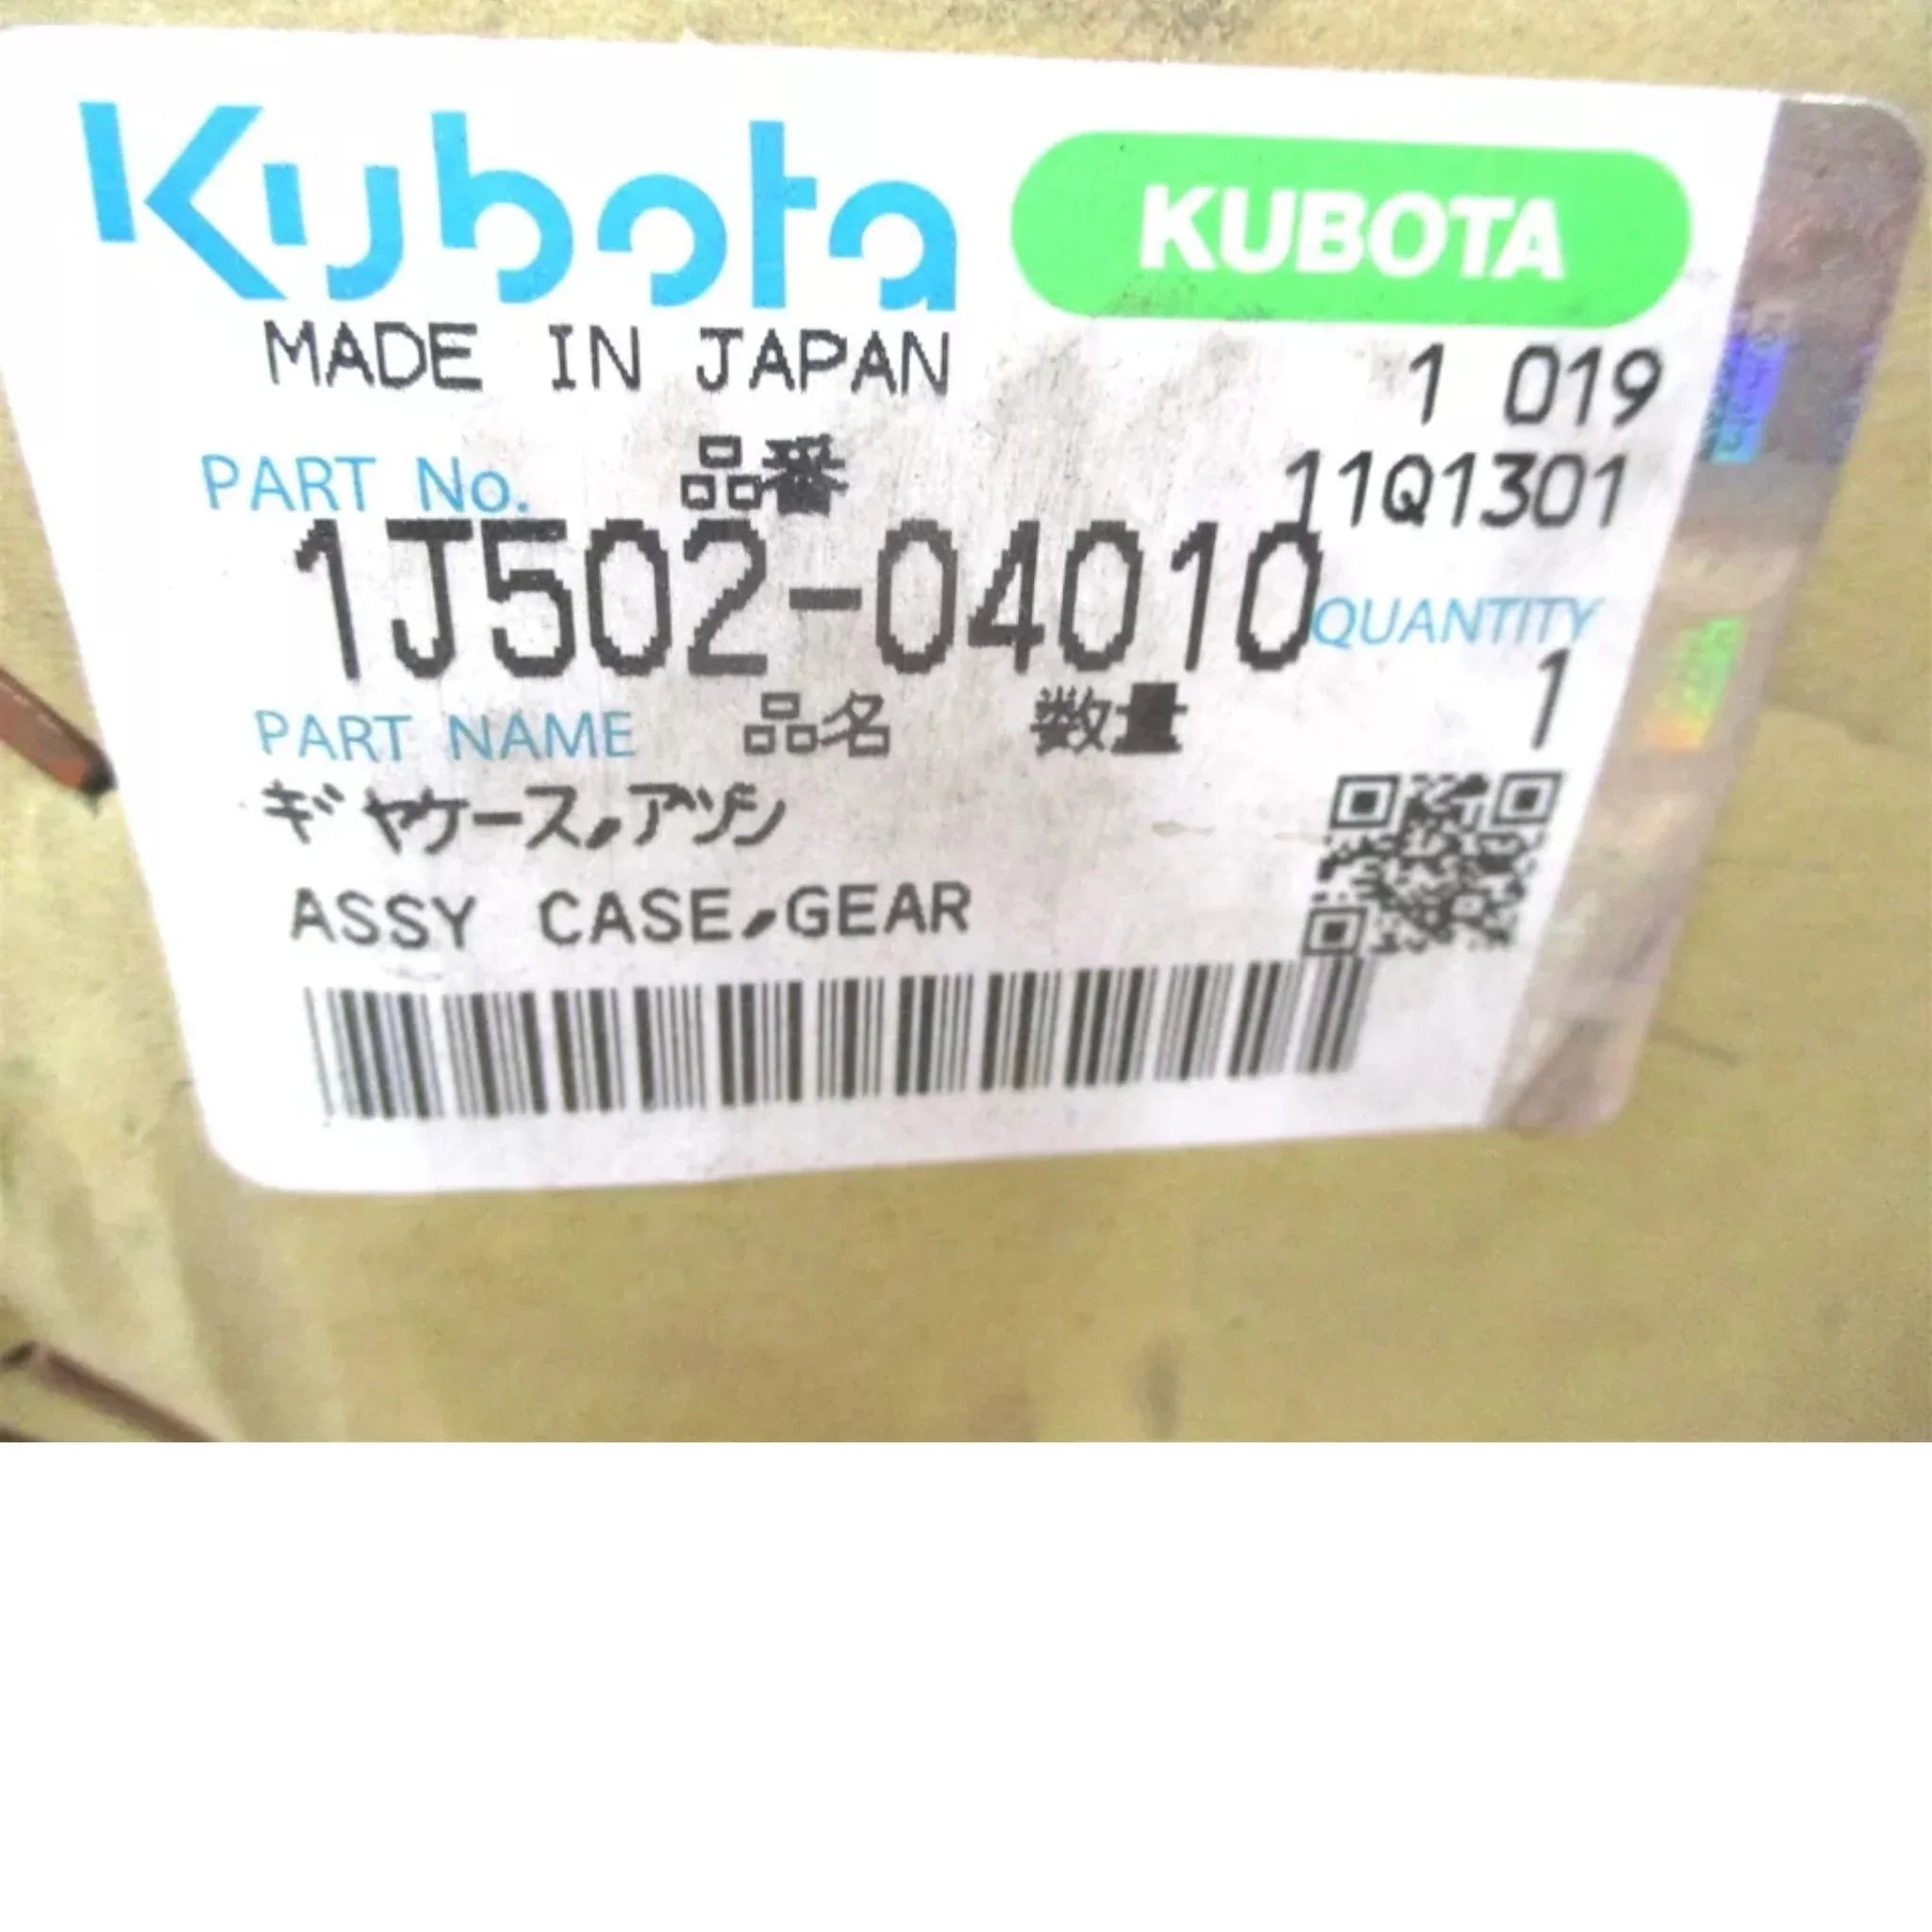 Kubota KUBOTA
MADE IN JAPAN 1 019
PART No. 品番 11Q1301
1J502-04010
QUANTITY
1
PART NAME 品名 数量
ギヤケース,アツシ
ASSY CASE,GEAR